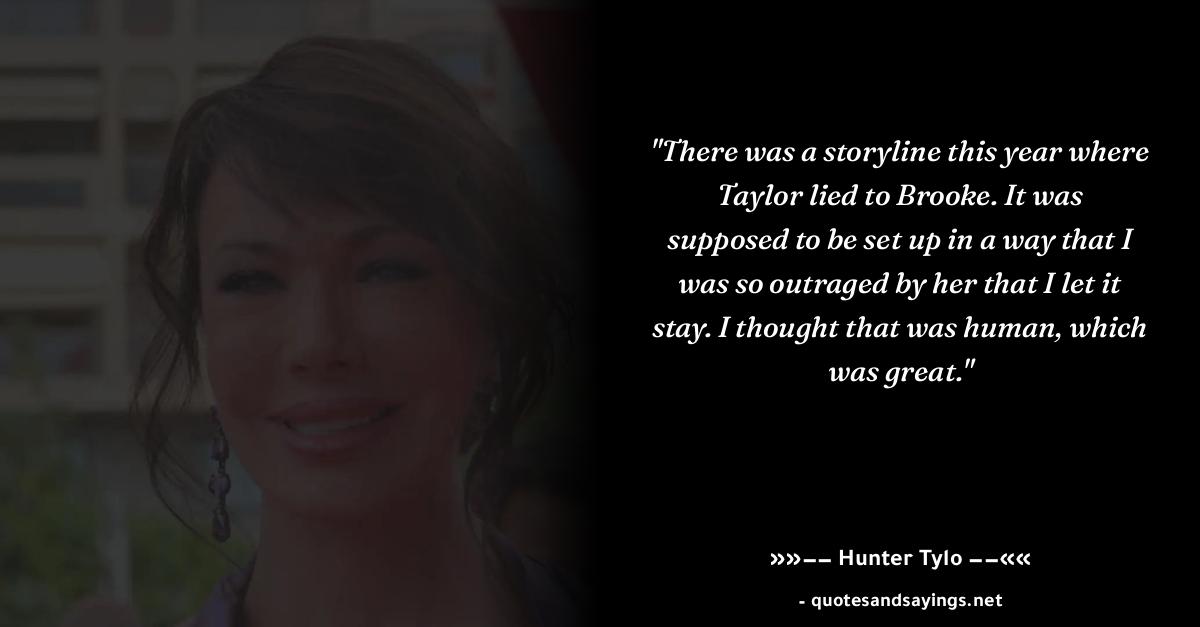 "There was a storyline this year where
Taylor lied to Brooke. It was
supposed to be set up in a way that I
was so outraged by her that I let it
stay. I thought that was human, which
was great."
»»–– Hunter Tylo ––««
- quotesandsayings.net